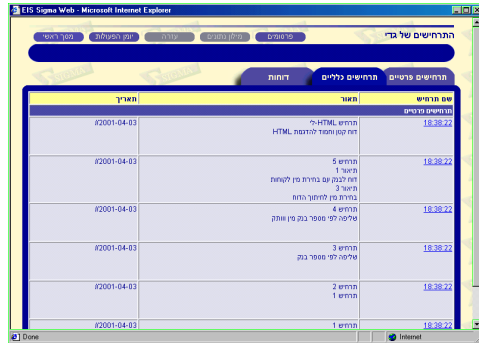 EIS Sigma Web - Microsoft Internet Explorer
התרחישים של גדי
פרסומים
מילון נתונים
עזרה
יומן הפעולות
מסך ראשי
תרחישים פרטיים
תרחישים כלליים
דוחות
שם תרחיש תאור תאריך
תרחישים פרטיים
18:38:22 תרחיש HTML-לי //2001-04-03
דוח קטן וחמוד להדגמת HTML
18:38:22 תרחיש 5 //2001-04-03
תיאור 1
דוח לבנק עם בחירת מין לקוחות
תיאור 3
בחירת מין לחיתוך הדוח
18:38:22 תרחיש 4 //2001-04-03
שליפה לפי מספר בנק מין וותק
18:38:22 תרחיש 3 //2001-04-03
שליפה לפי מספר בנק
18:38:22 תרחיש 2 //2001-04-03
תרחיש 1
18:38:22 תרחיש 1 //2001-04-03
Done
Internet